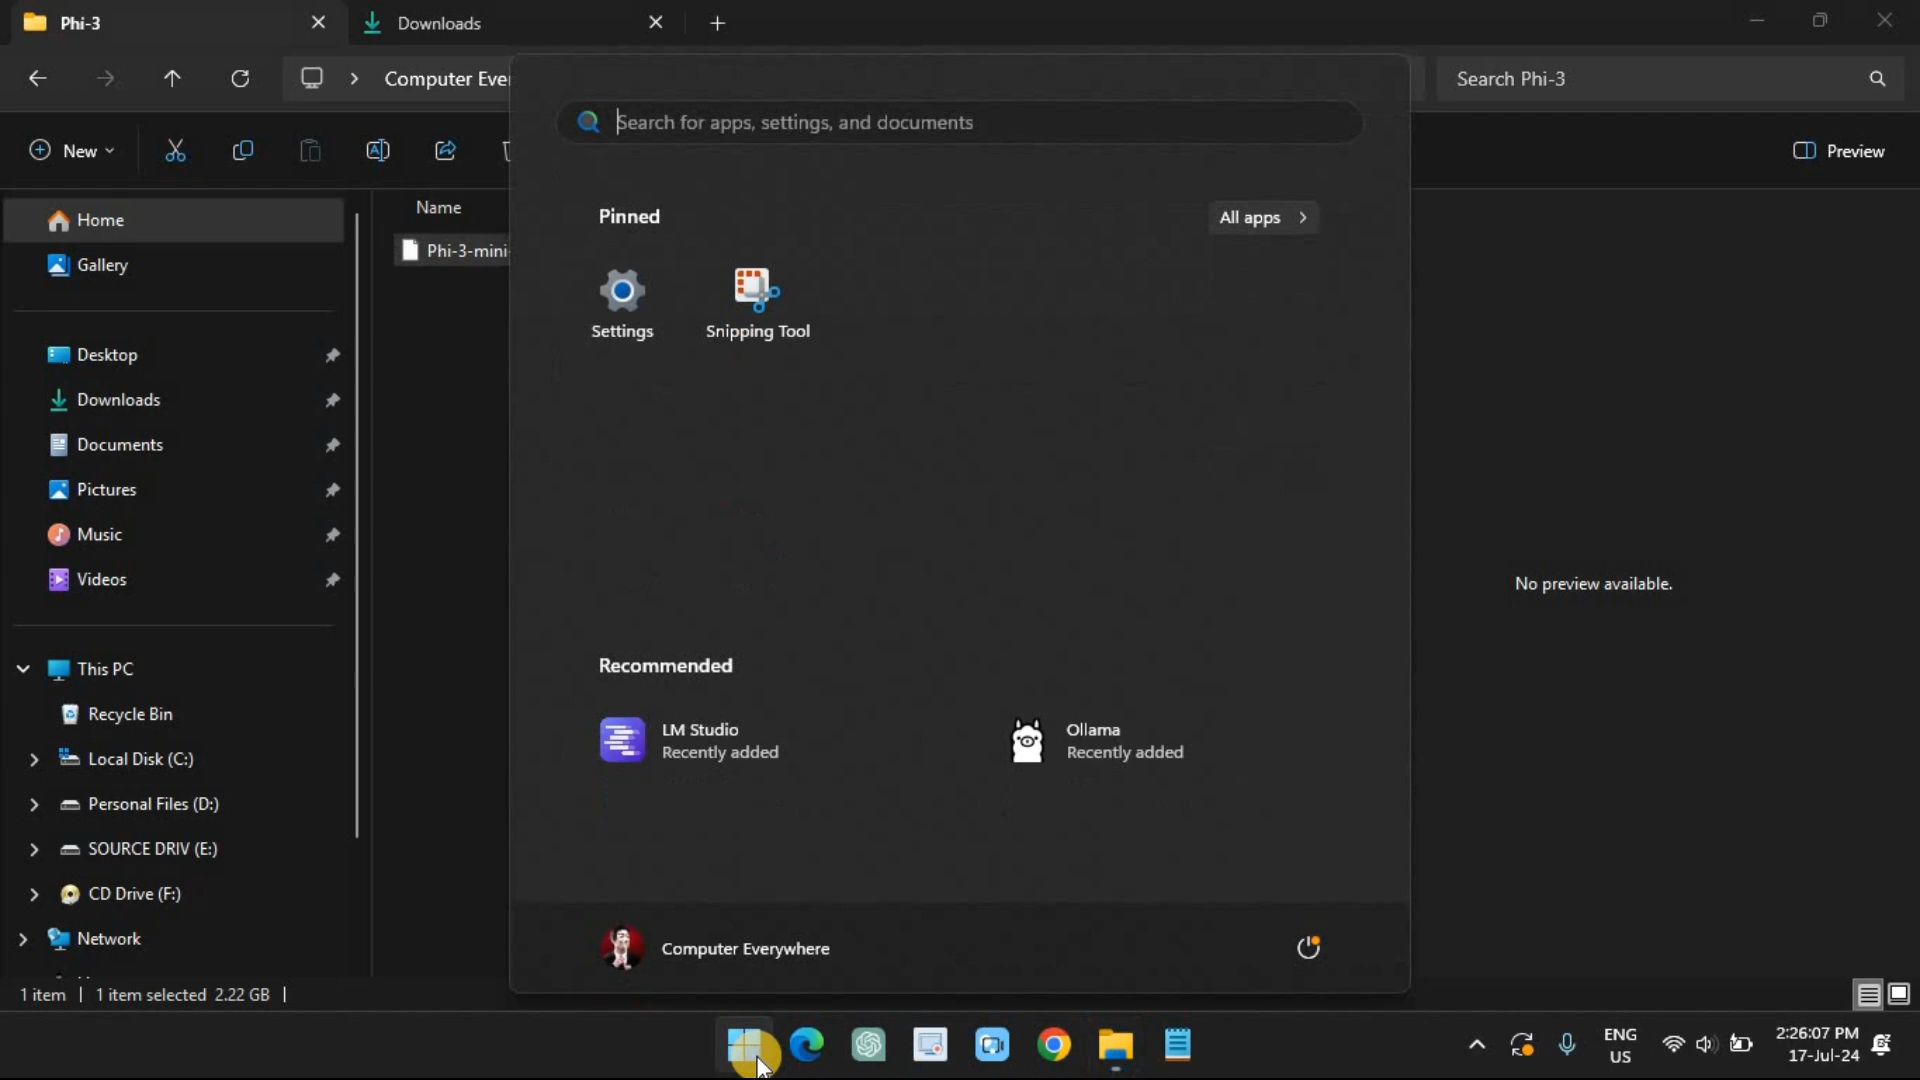 Phi-3
Downloads
Computer Eve
Search Phi-3
New
Preview
Search for apps, settings, and documents
Home
Gallery
Desktop
Downloads
Documents
Pictures
Music
Videos
This PC
Recycle Bin
Local Disk (C:)
Personal Files (D:)
SOURCE DRIV (E:)
CD Drive (F:)
Network
Name
Phi-3-mini-
Pinned
All apps
Settings
Snipping Tool
Recommended
LM Studio
Recently added
Ollama
Recently added
Computer Everywhere
No preview available.
1 item
1 item selected 2.22 GB
ENG
US
2:26:07 PM
17-Jul-24